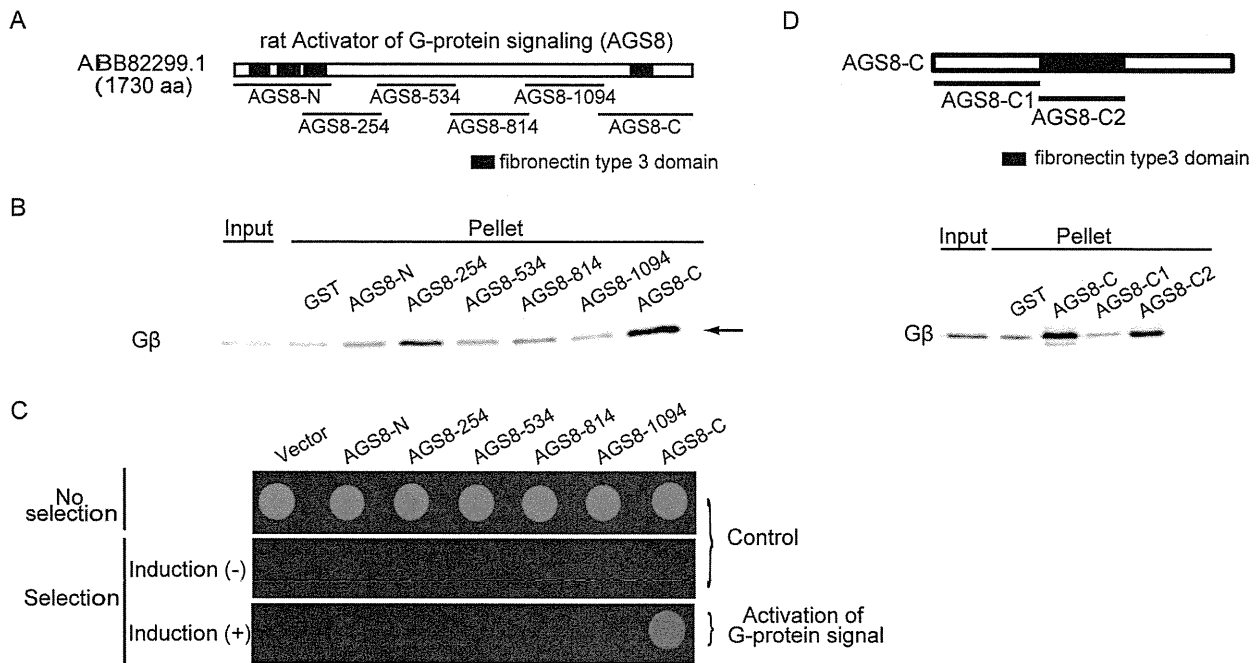 A
rat Activator of G-protein signaling (AGS8)
ABB82299.1
(1730 aa)
AGS8-N
AGS8-534
AGS8-1094
AGS8-254
AGS8-814
AGS8-C
fibronectin type 3 domain
D
AGS8-C
AGS8-C1
AGS8-C2
fibronectin type3 domain
B
Input
Pellet
GST
AGS8-N
AGS8-254
AGS8-534
AGS8-814
AGS8-1094
AGS8-C
Gβ
Input
Pellet
GST
AGS8-C
AGS8-C1
AGS8-C2
Gβ
C
Vector
AGS8-N
AGS8-254
AGS8-534
AGS8-814
AGS8-1094
AGS8-C
No
selection
Control
Selection
Induction (-)
Induction (+)
Activation of
G-protein signal